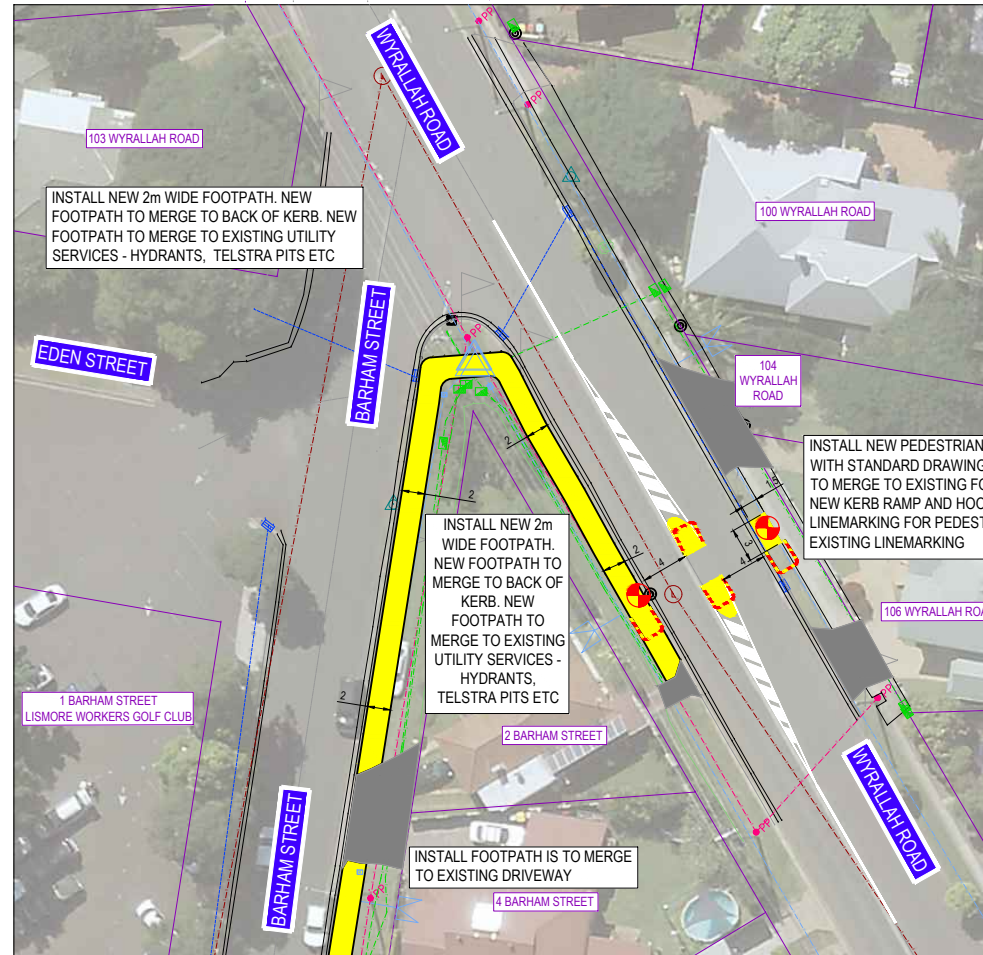 PP
WYRALLAH ROAD
PP
103 WYRALLAH ROAD
INSTALL NEW 2m WIDE FOOTPATH. NEW
FOOTPATH TO MERGE TO BACK OF KERB. NEW
FOOTPATH TO MERGE TO EXISTING UTILITY
SERVICES - HYDRANTS, TELSTRA PITS ETC
100 WYRALLAH ROAD
EDEN STREET
BARHAM STREET
PP
104
WYRALLAH
ROAD
2
INSTALL NEW PEDESTRIAN
WITH STANDARD DRAWING
TO MERGE TO EXISTING FO
NEW KERB RAMP AND HOO
LINEMARKING FOR PEDEST
EXISTING LINEMARKING
1.5
2
INSTALL NEW 2m
WIDE FOOTPATH.
NEW FOOTPATH TO
MERGE TO BACK OF
KERB. NEW
FOOTPATH TO
MERGE TO EXISTING
UTILITY SERVICES -
HYDRANTS,
TELSTRA PITS ETC
2
4
3
4
106 WYRALLAH ROA
1 BARHAM STREET
LISMORE WORKERS GOLF CLUB
2
PP
2 BARHAM STREET
WYRALLAH ROAD
PP
BARHAM STREET
INSTALL FOOTPATH IS TO MERGE
TO EXISTING DRIVEWAY
PP
4 BARHAM STREET